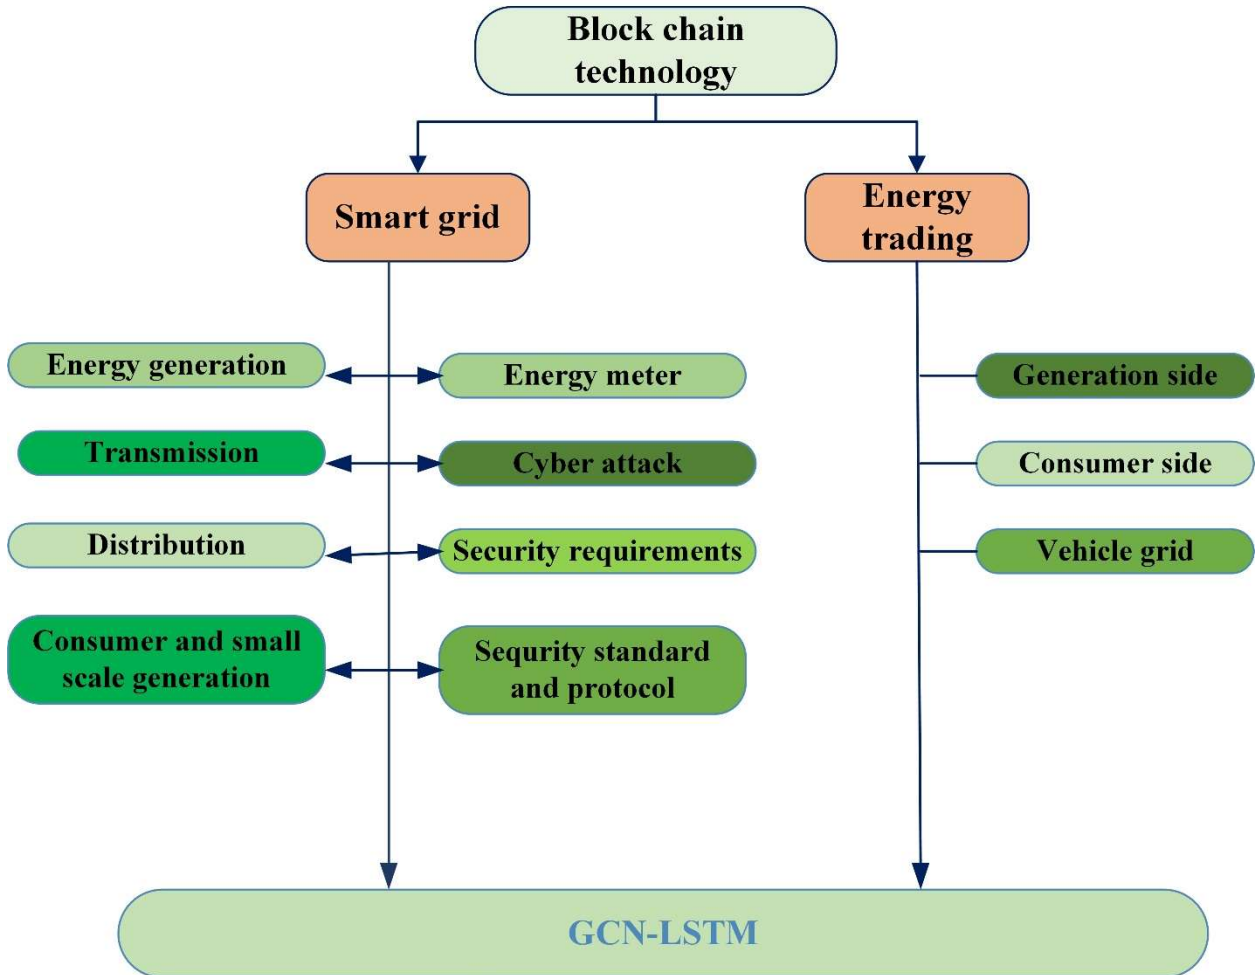 Block chain
technology
Smart grid
Energy
trading
Energy generation
Energy meter
Generation side
Transmission
Cyber attack
Consumer side
Distribution
Security requirements
Vehicle grid
Consumer and small
scale generation
Sequrity standard
and protocol
GCN-LSTM